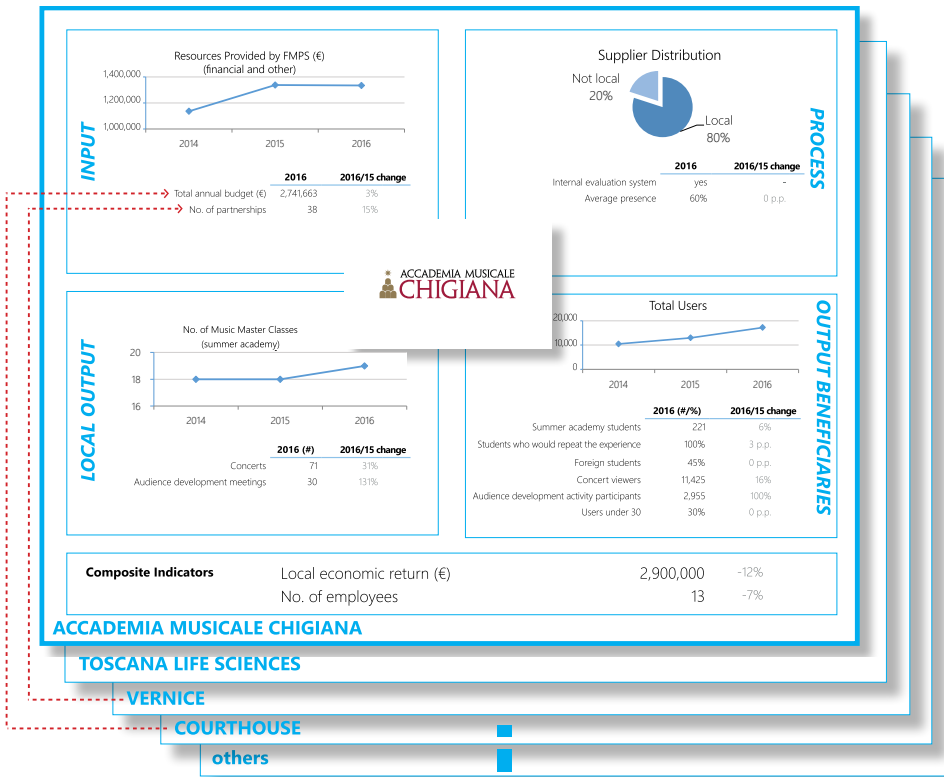 Resources Provided by FMPS (€)
(financial and other)
1,400,000
1,200,000
1,000,000
2014 2015 2016
INPUT
2016 2016/15 change
Total annual budget (€) 2,741,663 3%
No. of partnerships 38 15%
Supplier Distribution
Not local
20%
Local
80%
PROCESS
2016 2016/15 change
Internal evaluation system yes -
Average presence 60% 0 p.p.
ACCADEMIA MUSICALE
CHIGIANA
No. of Music Master Classes
(summer academy)
20
18
16
2014 2015 2016
LOCAL OUTPUT
2016 (#) 2016/15 change
Concerts 71 31%
Audience development meetings 30 131%
Total Users
20,000
10,000
0
2014 2015 2016
OUTPUT BENEFICIARIES
2016 (#/%) 2016/15 change
Summer academy students 221 6%
Students who would repeat the experience 100% 3 p.p.
Foreign students 45% 0 p.p.
Concert viewers 11,425 16%
Audience development activity participants 2,955 100%
Users under 30 30% 0 p.p.
Composite Indicators Local economic return (€) 2,900,000 -12%
No. of employees 13 -7%
ACCADEMIA MUSICALE CHIGIANA
TOSCANA LIFE SCIENCES
VERNICE
COURTHOUSE
others